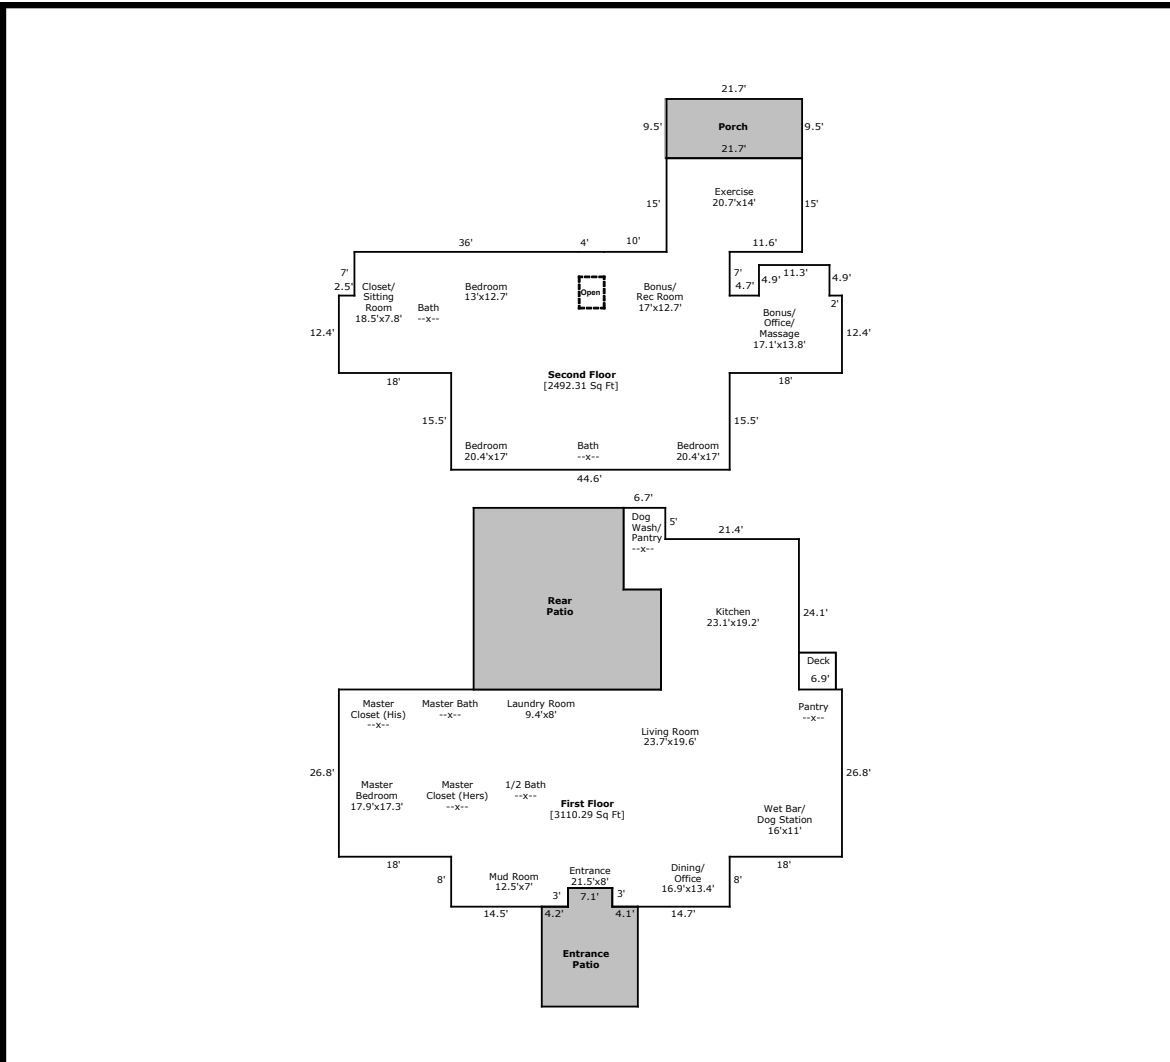 21.7'
9.5'
Porch
9.5'
21.7'
Exercise
20.7'x14'
15'
15'
36'
4'
10'
11.6'
7'
2.5'
Closet/
Sitting
Room
18.5'x7.8'
Bath
--x--
Bedroom
13'x12.7'
Open
Bonus/
Rec Room
17'x12.7'
7'
4.7'
4.9'
11.3'
4.9'
2'
Bonus/
Office/
Massage
17.1'x13.8'
12.4'
12.4'
18'
Second Floor
[2492.31 Sq Ft]
18'
15.5'
15.5'
Bedroom
20.4'x17'
Bath
--x--
Bedroom
20.4'x17'
44.6'
6.7'
Dog
Wash/
Pantry
--x--
5'
21.4'
Rear
Patio
Kitchen
23.1'x19.2'
24.1'
Deck
6.9'
Master
Closet (His)
--x--
Master Bath
--x--
Laundry Room
9.4'x8'
Pantry
--x--
Living Room
23.7'x19.6'
26.8'
26.8'
Master
Bedroom
17.9'x17.3'
Master
Closet (Hers)
--x--
1/2 Bath
--x--
First Floor
[3110.29 Sq Ft]
Wet Bar/
Dog Station
16'x11'
18'
18'
8'
Mud Room
12.5'x7'
Entrance
21.5'x8'
Dining/
Office
16.9'x13.4'
8'
3'
7.1'
3'
14.5'
4.2'
4.1'
14.7'
Entrance
Patio